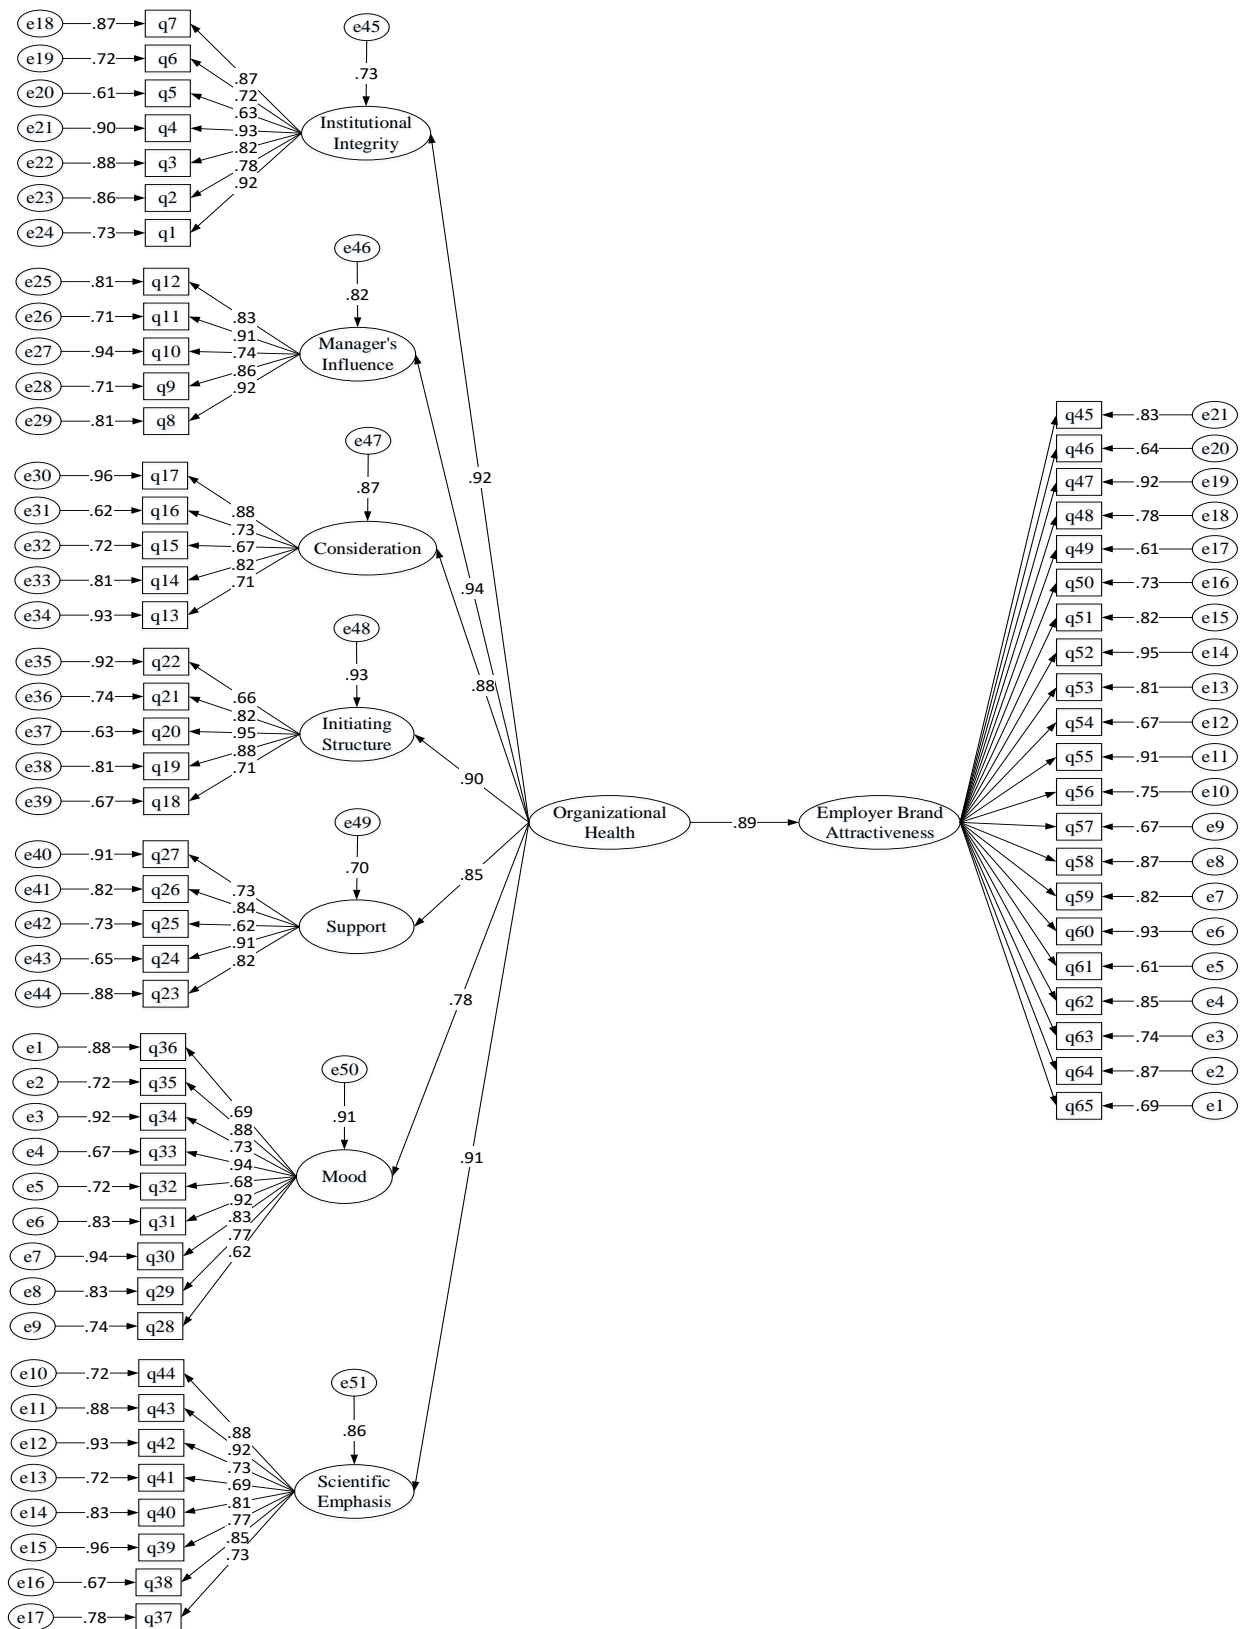 e18 .87 q7
e19 .72 q6
e20 .61 q5
e21 .90 q4
e22 .88 q3
e23 .86 q2
e24 .73 q1
.87
.72
.63
.93
.82
.78
.92
e45
.73
Institutional
Integrity
e25 .81 q12
e26 .71 q11
e27 .94 q10
e28 .71 q9
e29 .81 q8
.83
.91
.74
.86
.92
e46
.82
Manager's
Influence
e30 .96 q17
e31 .62 q16
e32 .72 q15
e33 .81 q14
e34 .93 q13
.88
.73
.67
.82
.71
e47
.87
Consideration
e35 .92 q22
e36 .74 q21
e37 .63 q20
e38 .81 q19
e39 .67 q18
.66
.82
.95
.88
.71
e48
.93
Initiating
Structure
e40 .91 q27
e41 .82 q26
e42 .73 q25
e43 .65 q24
e44 .88 q23
.73
.84
.62
.91
.82
e49
.70
Support
e1 .88 q36
e2 .72 q35
e3 .92 q34
e4 .67 q33
e5 .72 q32
e6 .83 q31
e7 .94 q30
e8 .83 q29
e9 .74 q28
.69
.88
.73
.94
.68
.92
.83
.77
.62
e50
.91
Mood
e10 .72 q44
e11 .88 q43
e12 .93 q42
e13 .72 q41
e14 .83 q40
e15 .96 q39
e16 .67 q38
e17 .78 q37
.88
.92
.73
.69
.81
.77
.85
.73
e51
.86
Scientific
Emphasis
.92
.94
.88
.90
.85
.78
.91
Organizational
Health
.89
Employer Brand
Attractiveness
q45 .83 e21
q46 .64 e20
q47 .92 e19
q48 .78 e18
q49 .61 e17
q50 .73 e16
q51 .82 e15
q52 .95 e14
q53 .81 e13
q54 .67 e12
q55 .91 e11
q56 .75 e10
q57 .67 e9
q58 .87 e8
q59 .82 e7
q60 .93 e6
q61 .61 e5
q62 .85 e4
q63 .74 e3
q64 .87 e2
q65 .69 e1